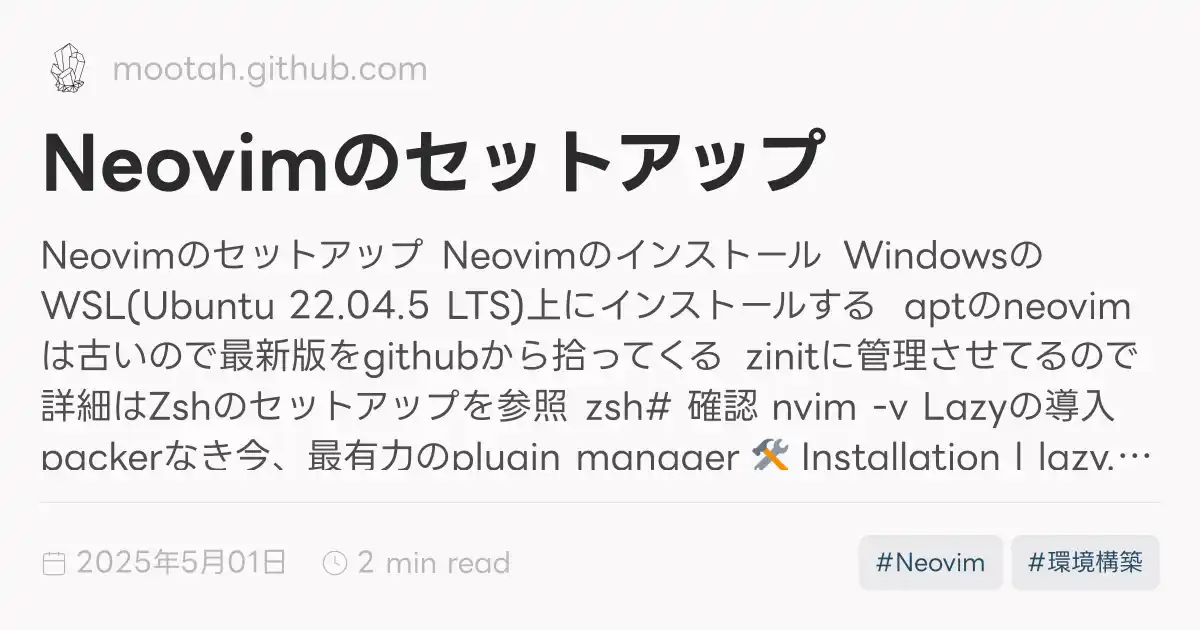 mootah.github.com
Neovimのセットアップ
Neovimのセットアップ Neovimのインストール Windowsの
WSL(Ubuntu 22.04.5 LTS)上にインストールする aptのneovim
は古いので最新版をgithubから拾ってくる zinitに管理させてるので
詳細はZshのセットアップを参照 zsh# 確認 nvim -v Lazyの導入
packerなき今、最有力のplugin manager 🛠️ Installation | lazy.…
2025年5月01日 2 min read
#Neovim #環境構築